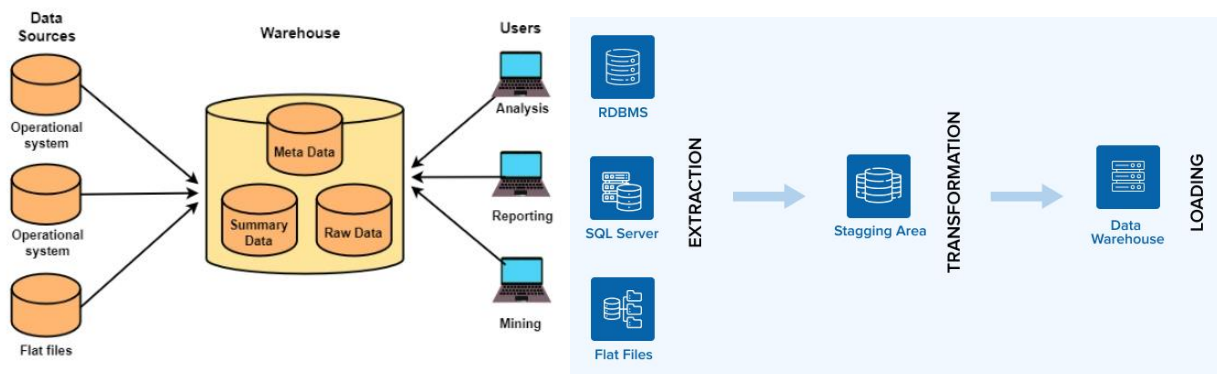 Data
Sources
Warehouse
Users
Operational
system
Operational
system
Flat files
Meta Data
Summary
Data
Raw Data
Analysis
Reporting
Mining
RDBMS
SQL Server
Flat Files
EXTRACTION
Stagging Area
TRANSFORMATION
Data
Warehouse
LOADING